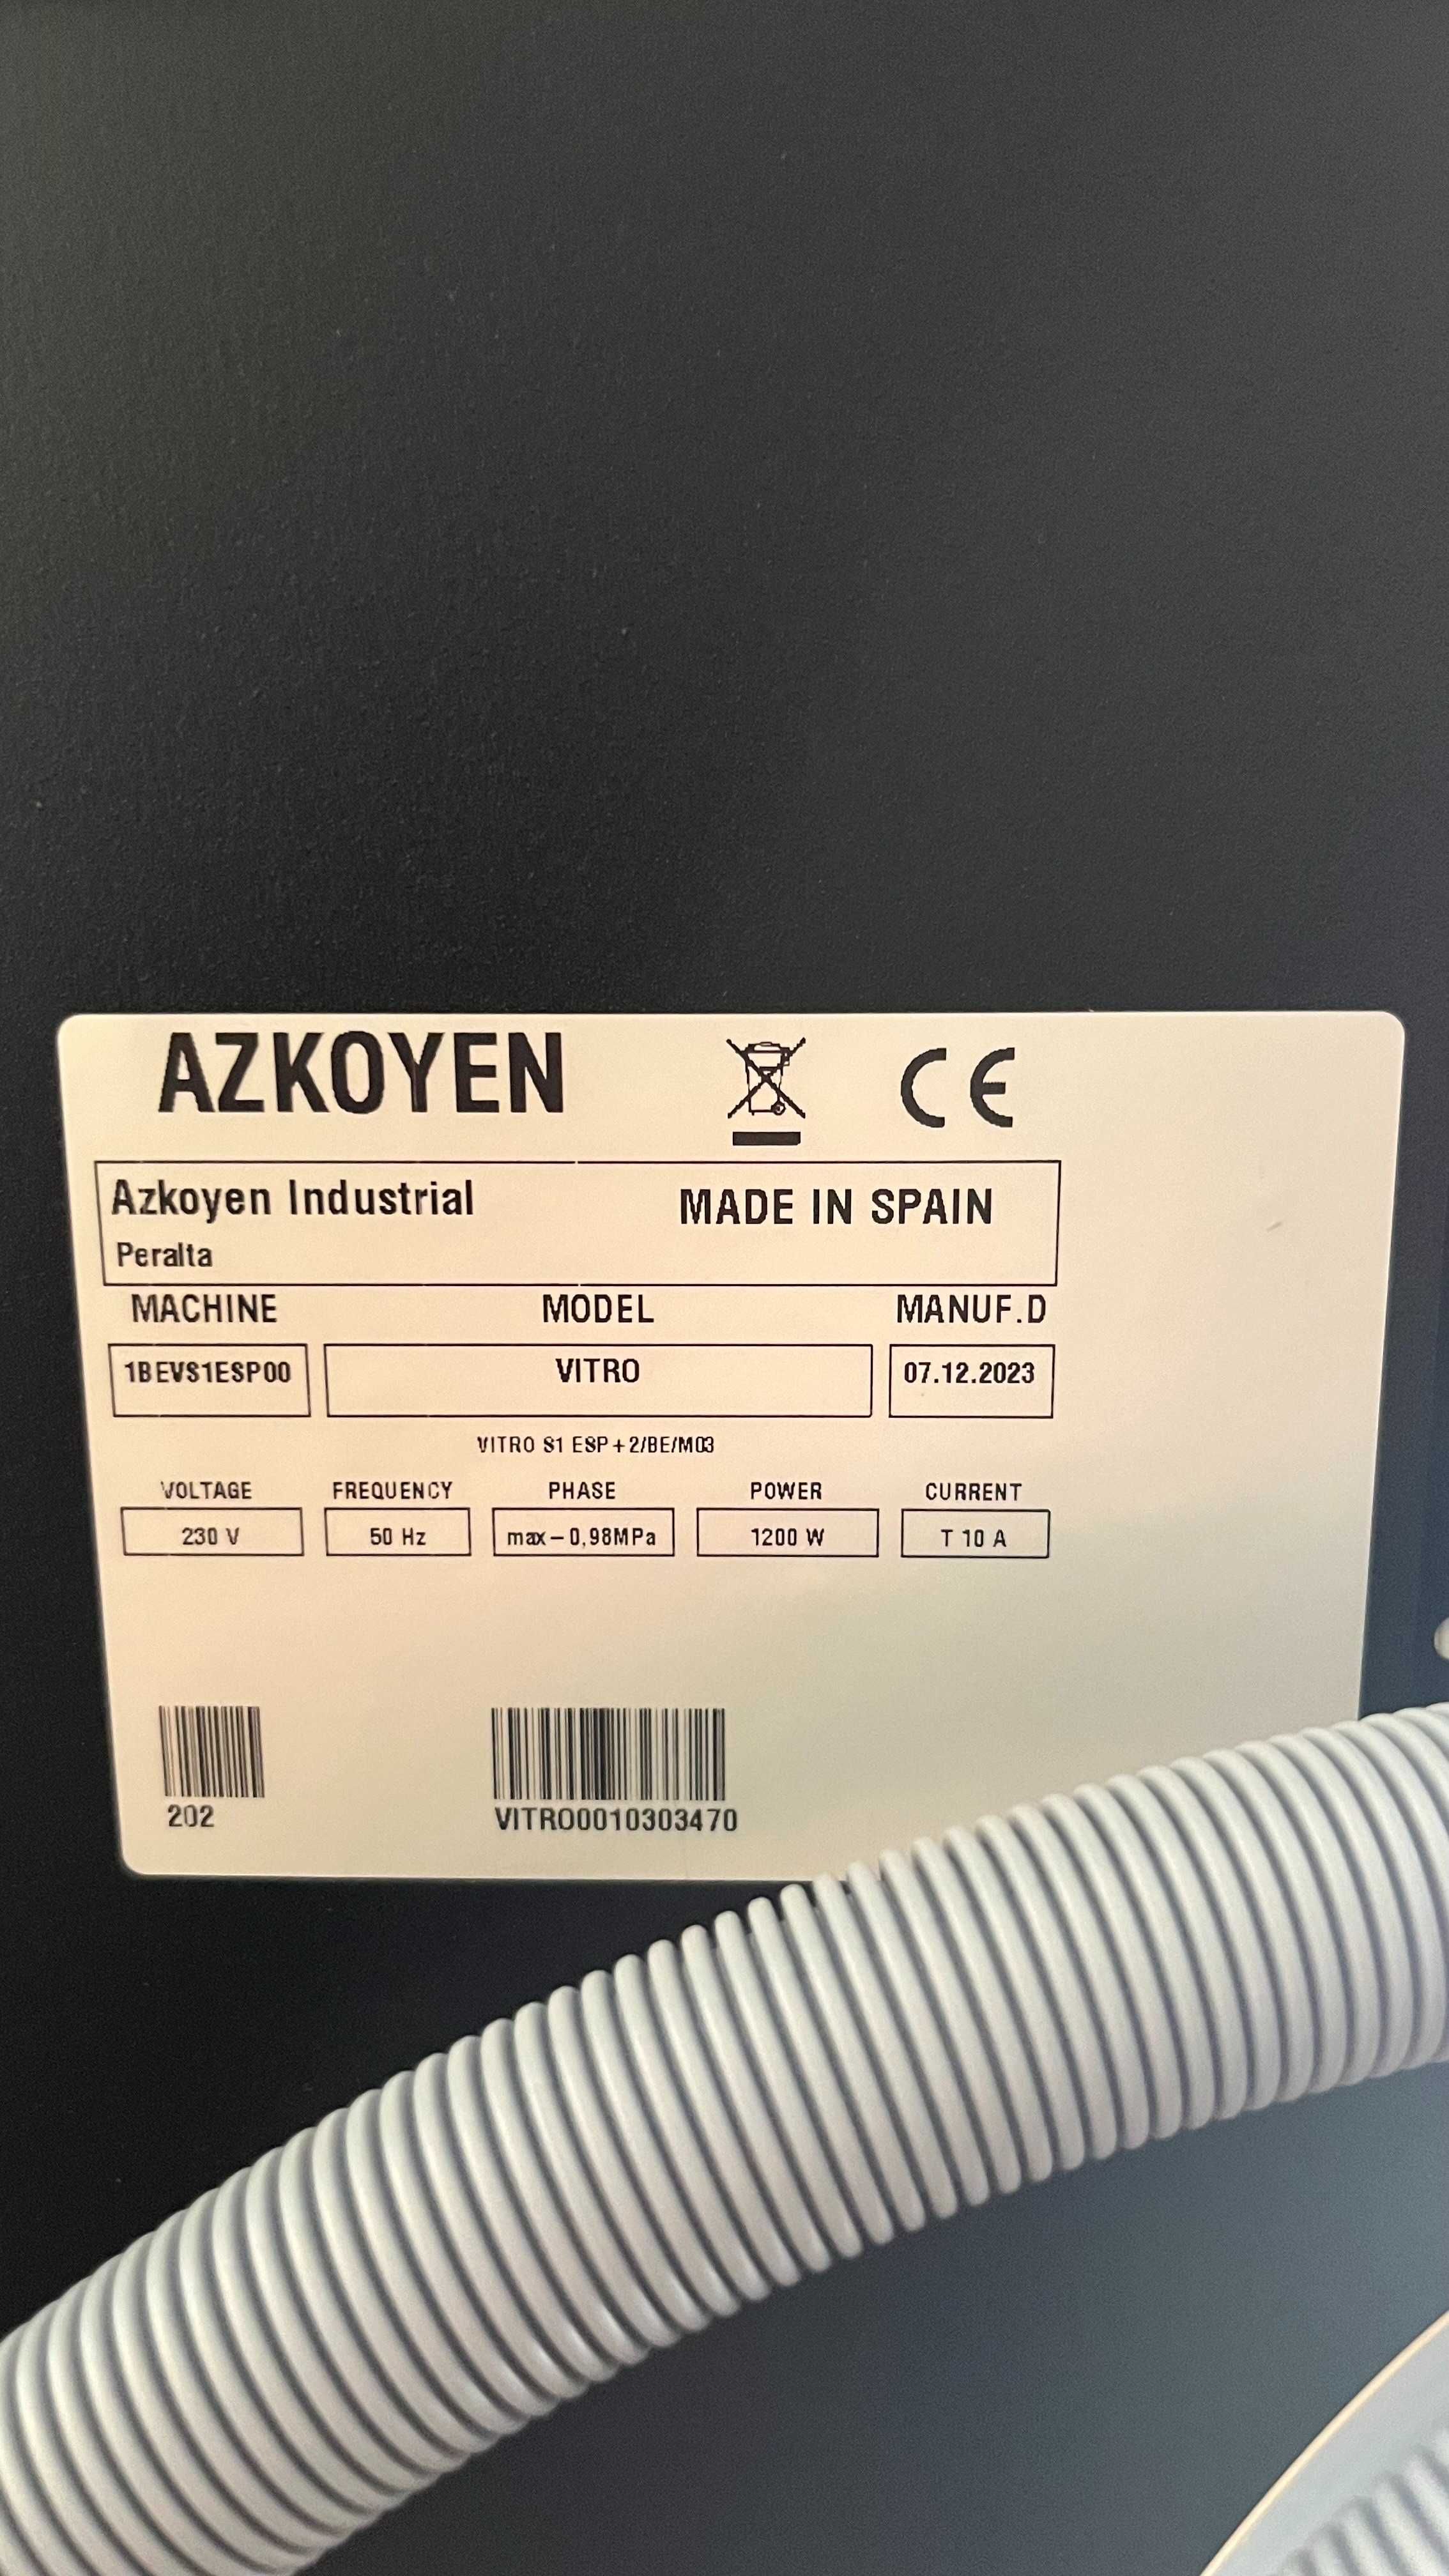 AZKOYEN CE
Azkoyen Industrial MADE IN SPAIN
Peralta
MACHINE MODEL MANUF.D
1BEVS1ESP00 VITRO 07.12.2023
VITRO S1 ESP+2/BE/M03
VOLTAGE FREQUENCY PHASE POWER CURRENT
230 V 50 Hz max-0,98MPa 1200 W T 10 A
202 VITRO0010303470